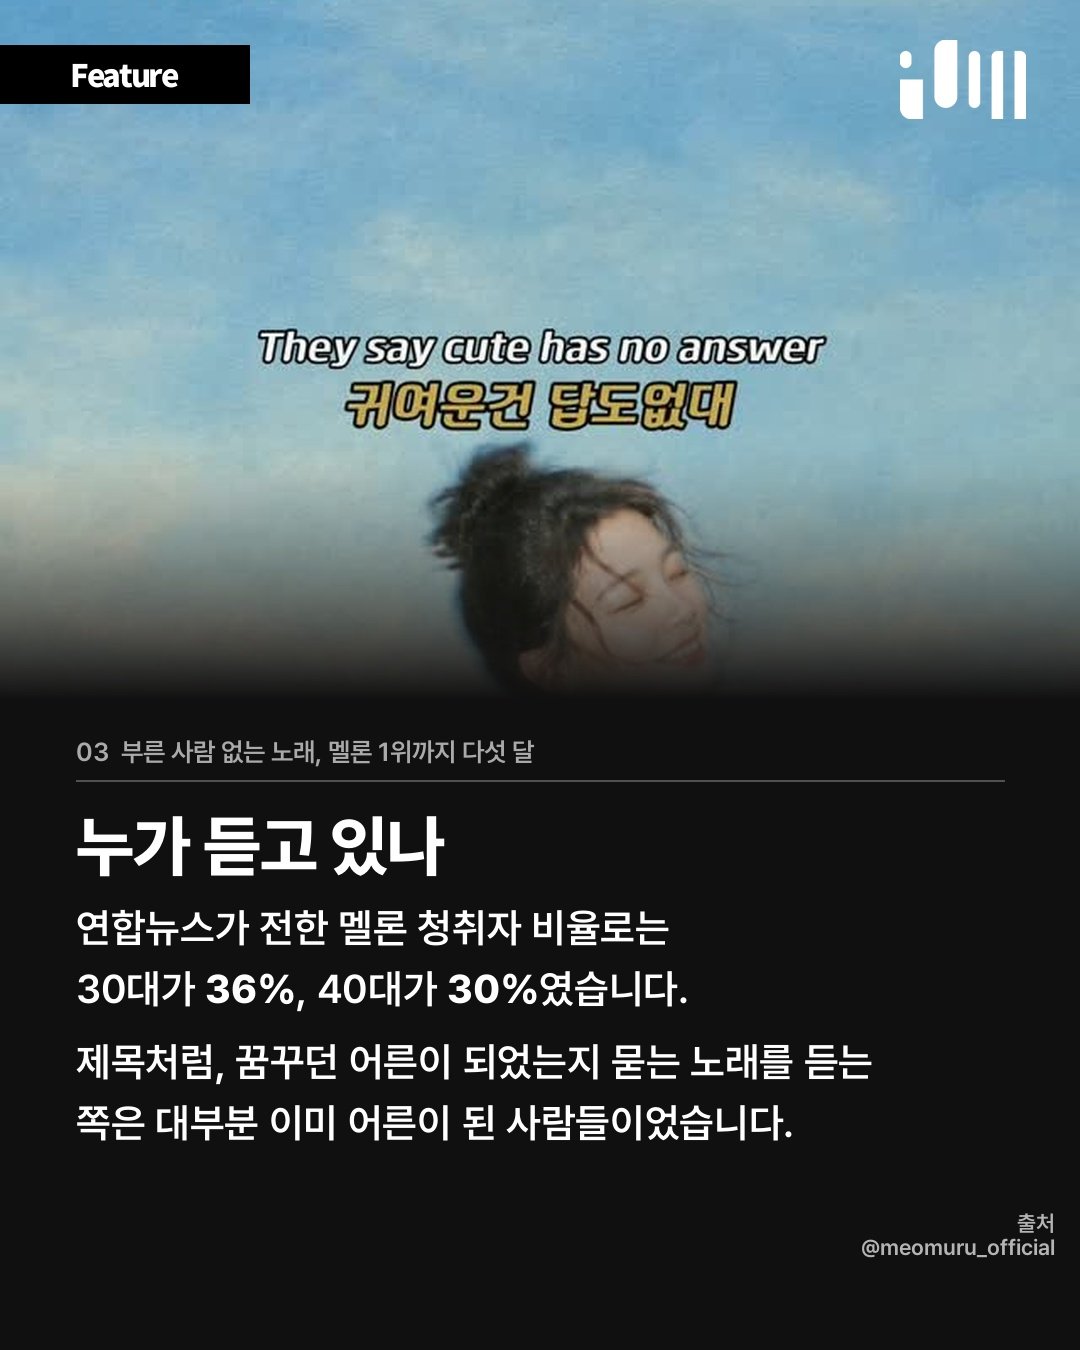 Feature
They say cute has no answer
귀여운건 답도없대
03 부른 사람 없는 노래, 멜론 1위까지 다섯 달
누가 듣고 있나
연합뉴스가 전한 멜론 청취자 비율로는
30대가 36%, 40대가 30%였습니다.
제목처럼, 꿈꾸던 어른이 되었는지 묻는 노래를 듣는
쪽은 대부분 이미 어른이 된 사람들이었습니다.
출처
@meomuru_official